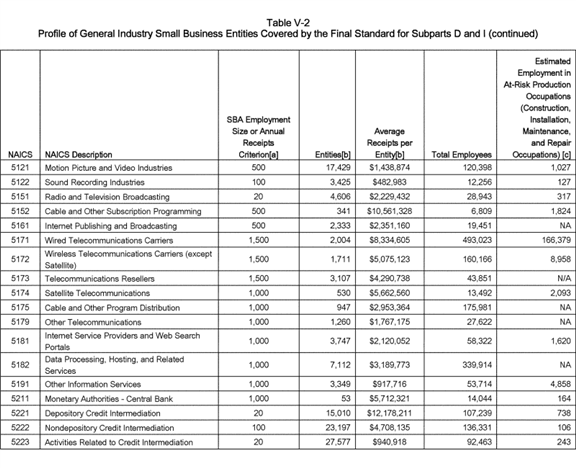 Table V-2
Profile of General Industry Small Business Entities Covered by the Final Standard for Subparts D and I (continued)
NAICS NAICS Description SBA Employment Size or Annual Receipts Criterion[a] Entities[b] Average Receipts per Entity[b] Total Employees Estimated Employment in At-Risk Production Occupations (Construction, Installation, Maintenance, and Repair Occupations) [c]
5121 Motion Picture and Video Industries 500 17,429 $1,438,874 120,398 1,027
5122 Sound Recording Industries 100 3,425 $482,983 12,256 127
5151 Radio and Television Broadcasting 20 4,606 $2,229,432 28,943 317
5152 Cable and Other Subscription Programming 500 341 $10,561,328 6,809 1,824
5161 Internet Publishing and Broadcasting 500 2,333 $2,351,160 19,451 NA
5171 Wired Telecommunications Carriers 1,500 2,004 $8,334,605 493,023 166,379
5172 Wireless Telecommunications Carriers (except Satellite) 1,500 1,711 $5,075,123 160,166 8,958
5173 Telecommunications Resellers 1,500 3,107 $4,290,738 43,851 N/A
5174 Satellite Telecommunications 1,000 530 $5,662,560 13,492 2,093
5175 Cable and Other Program Distribution 1,000 947 $2,953,364 175,981 NA
5179 Other Telecommunications 1,000 1,260 $1,767,175 27,622 NA
5181 Internet Service Providers and Web Search Portals 1,000 3,747 $2,120,052 58,322 1,620
5182 Data Processing, Hosting, and Related Services 1,000 7,112 $3,189,773 339,914 NA
5191 Other Information Services 1,000 3,349 $917,716 53,714 4,858
5211 Monetary Authorities - Central Bank 1,000 53 $5,712,321 14,044 164
5221 Depository Credit Intermediation 20 15,010 $12,178,211 107,239 738
5222 Nondepository Credit Intermediation 100 23,197 $4,708,135 136,331 106
5223 Activities Related to Credit Intermediation 20 27,577 $940,918 92,463 243